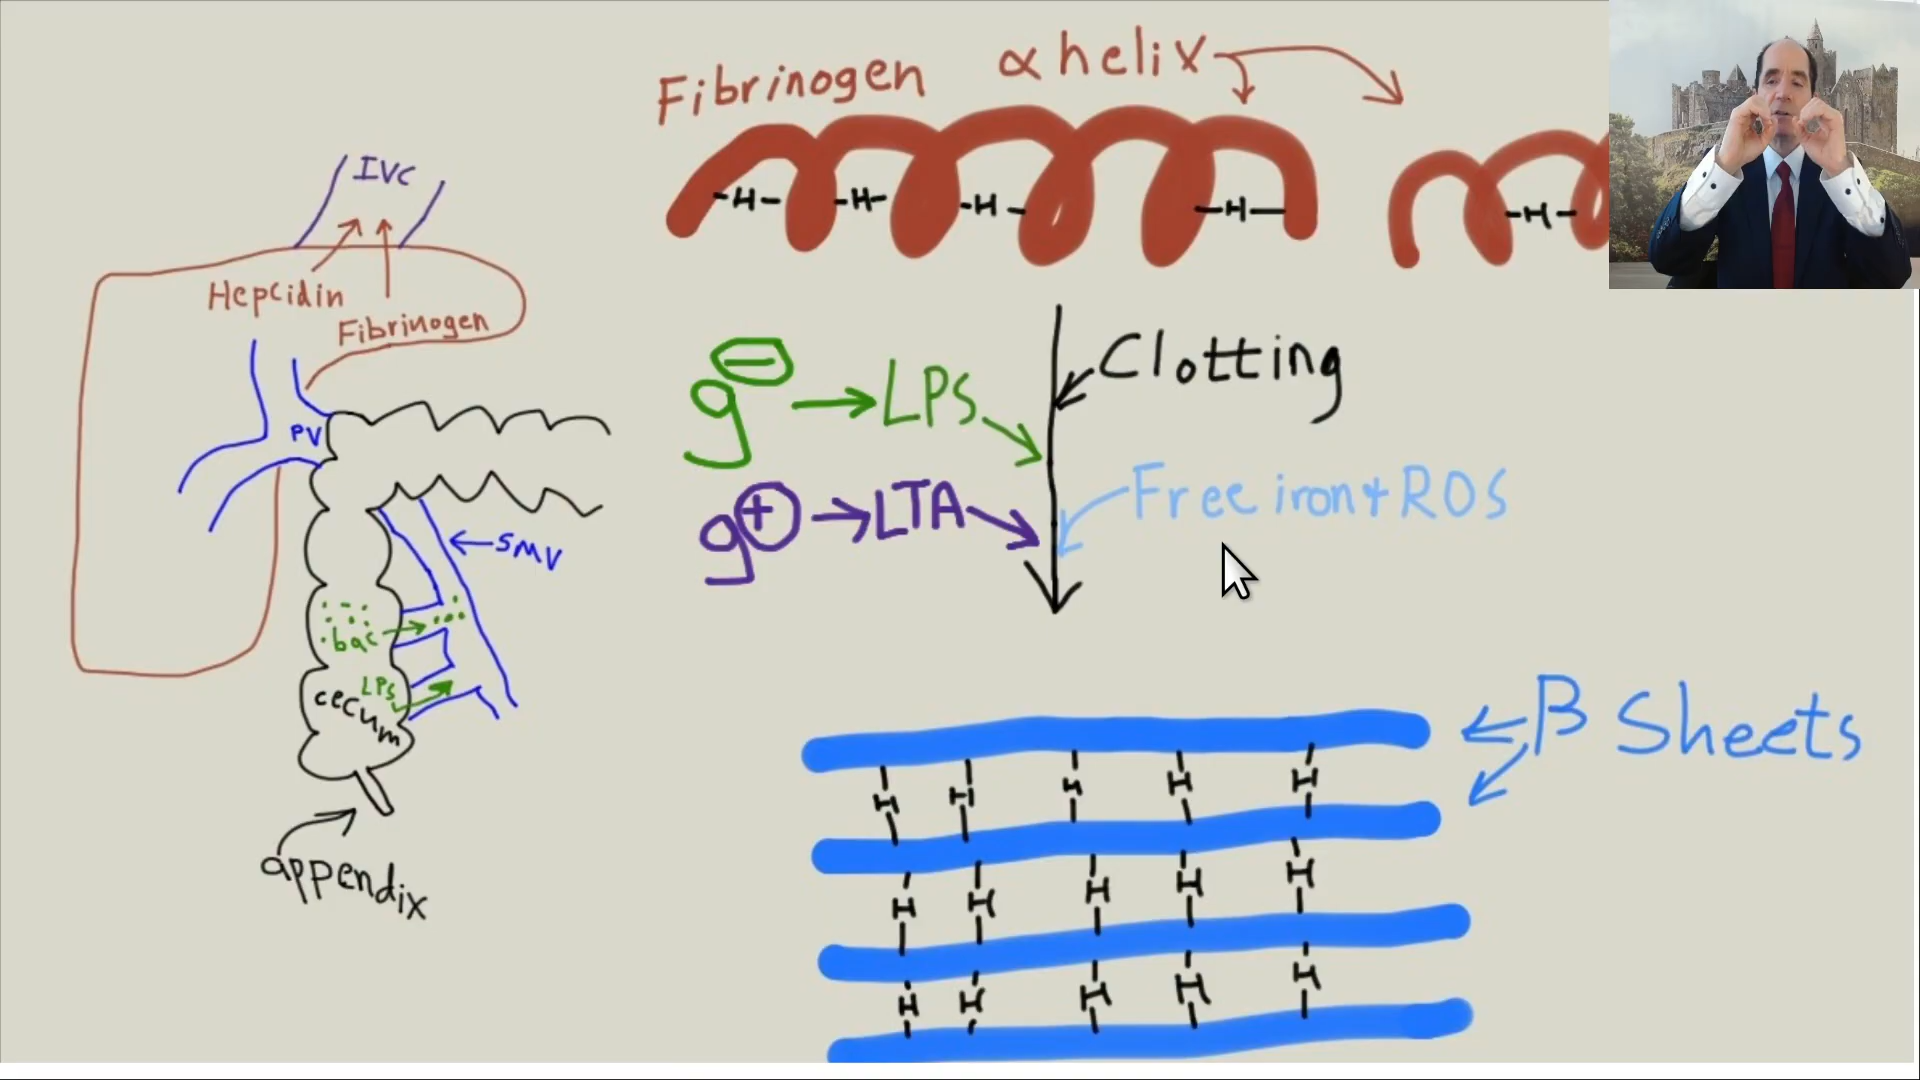 Fibrinogen α helix
-H- -H- -H- -H- -H-
IVC
Hepcidin
Fibrinogen
PV
←SMV
bac
LPS
cecum
appendix
g⊖ → LPS
Clotting
g⊕ → LTA
Free iron + ROS
β Sheets
H H H H H
H H H H H
H H H H H